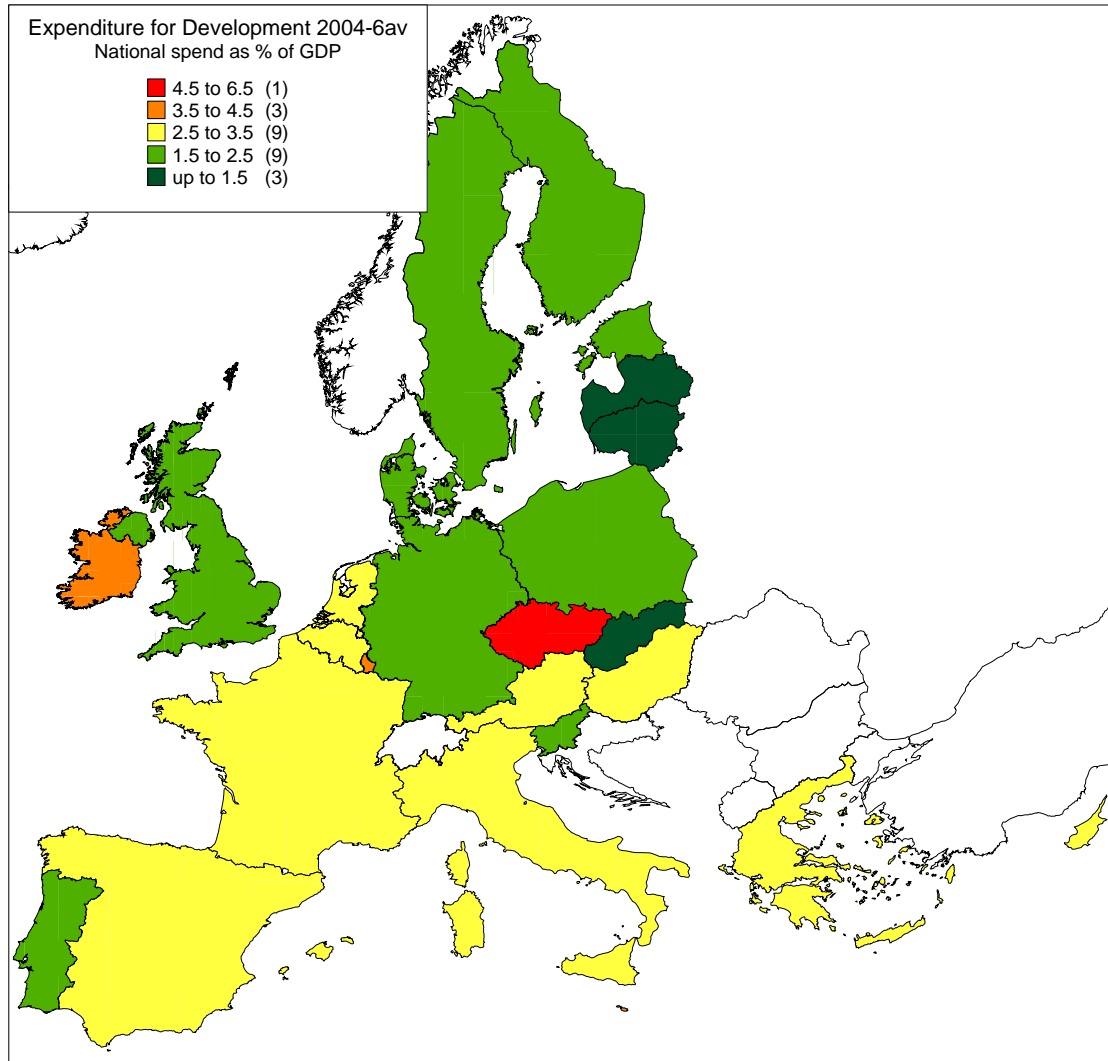 Expenditure for Development 2004-6av
National spend as % of GDP
4.5 to 6.5 (1)
3.5 to 4.5 (3)
2.5 to 3.5 (9)
1.5 to 2.5 (9)
up to 1.5 (3)